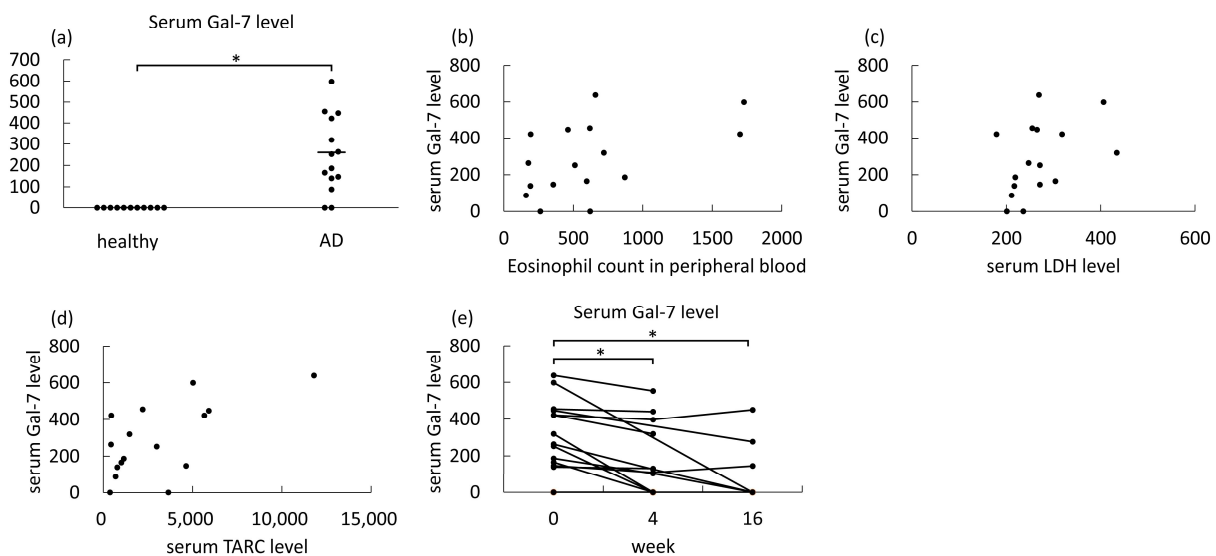 Serum Gal-7 level
(a)
700
600
500
400
300
200
100
0
*
healthy
AD
(b)
serum Gal-7 level
800
600
400
200
0
0
500
1000
1500
2000
Eosinophil count in peripheral blood
(c)
serum Gal-7 level
800
600
400
200
0
0
200
400
600
serum LDH level
(d)
serum Gal-7 level
800
600
400
200
0
0
5,000
10,000
15,000
serum TARC level
(e)
Serum Gal-7 level
*
*
serum Gal-7 level
800
600
400
200
0
0
4
16
week